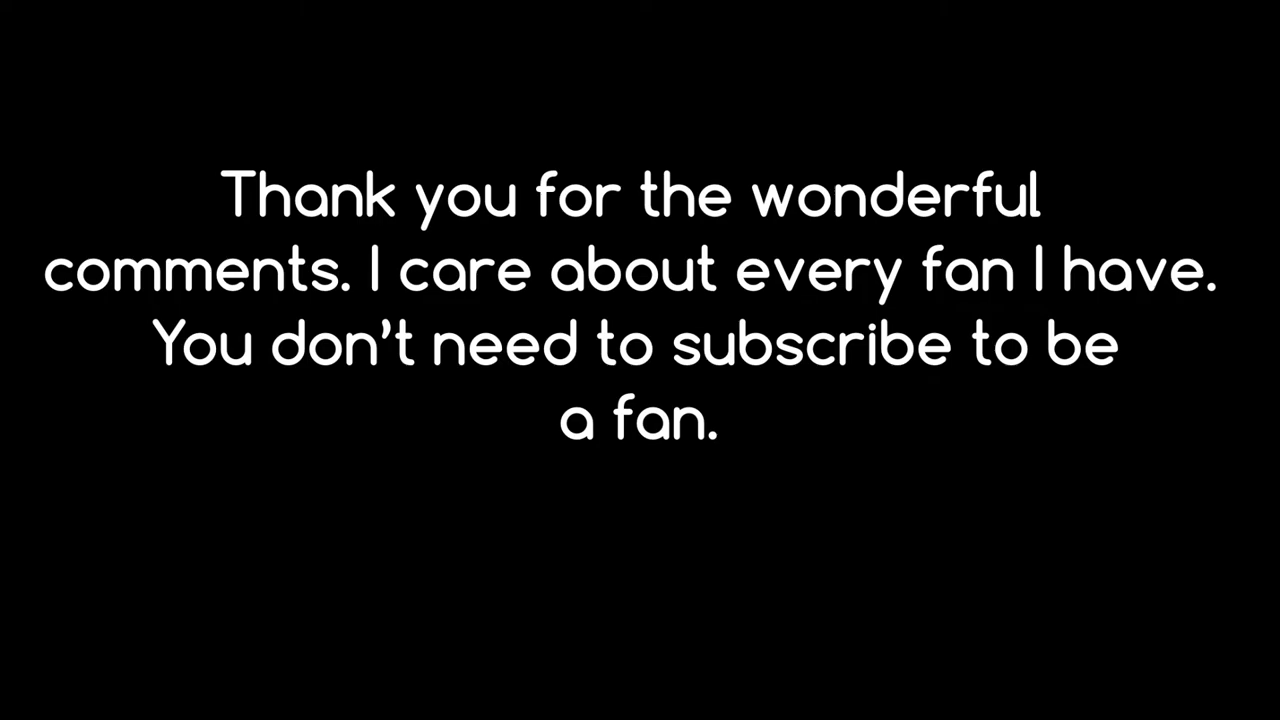 Thank you for the wonderful
comments. I care about every fan I have.
You don't need to subscribe to be
a fan.